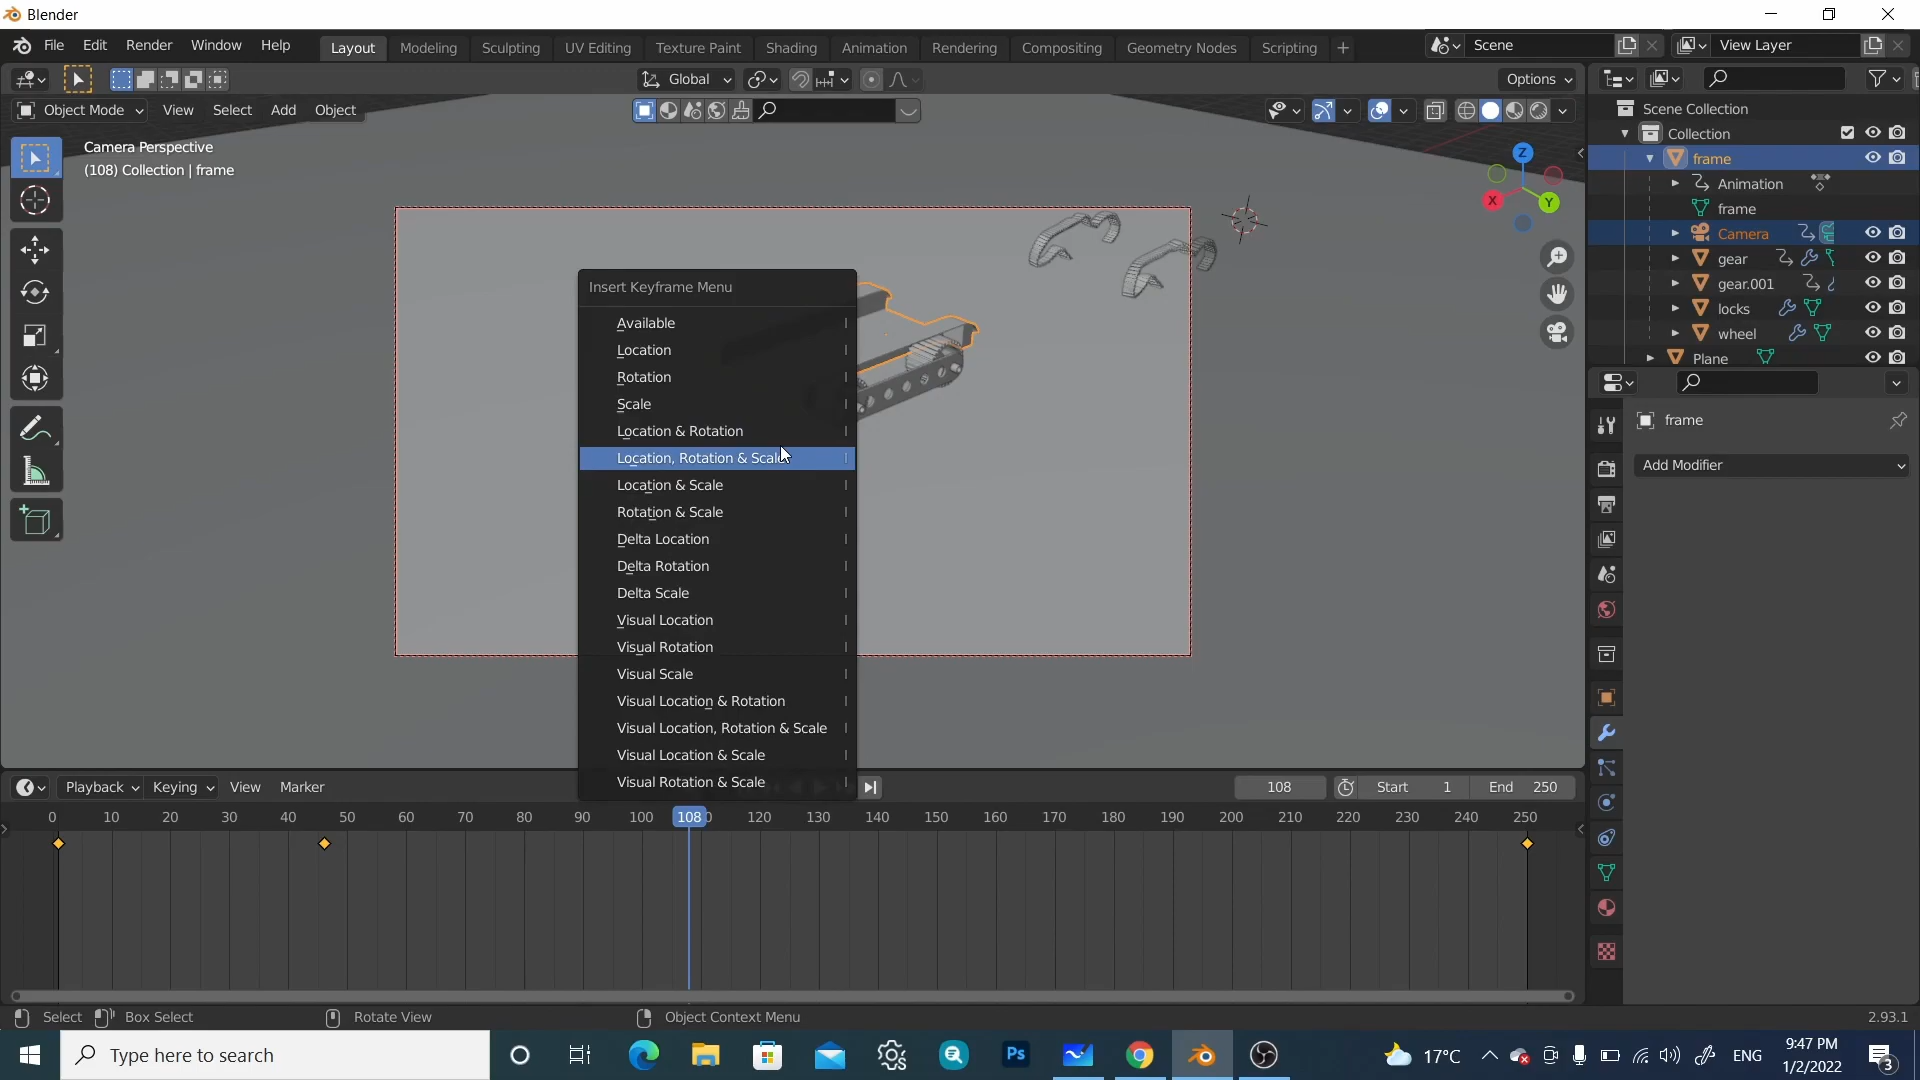 Blender
File Edit Render Window Help Layout Modeling Sculpting UV Editing Texture Paint Shading Animation Rendering Compositing Geometry Nodes Scripting + Scene View Layer
Global Options
Object Mode View Select Add Object
Camera Perspective
(108) Collection | frame
Z
X
Y
Scene Collection
Collection
frame
Animation
frame
Camera
gear
gear.001
locks
wheel
Plane
frame
Add Modifier
Insert Keyframe Menu
Available I
Location I
Rotation I
Scale I
Location & Rotation I
Location, Rotation & Scale I
Location & Scale I
Rotation & Scale I
Delta Location I
Delta Rotation I
Delta Scale I
Visual Location I
Visual Rotation I
Visual Scale I
Visual Location & Rotation I
Visual Location, Rotation & Scale I
Visual Location & Scale I
Visual Rotation & Scale I
Playback Keying View Marker 108 Start 1 End 250
0 10 20 30 40 50 60 70 80 90 100 108 120 130 140 150 160 170 180 190 200 210 220 230 240 250
Select Box Select Rotate View Object Context Menu 2.93.1
Type here to search Ps 17°C ENG 9:47 PM
1/2/2022 3